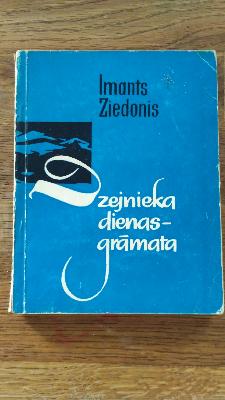 Imants
Ziedonis
Dzejnieka
dienas-
grāmata